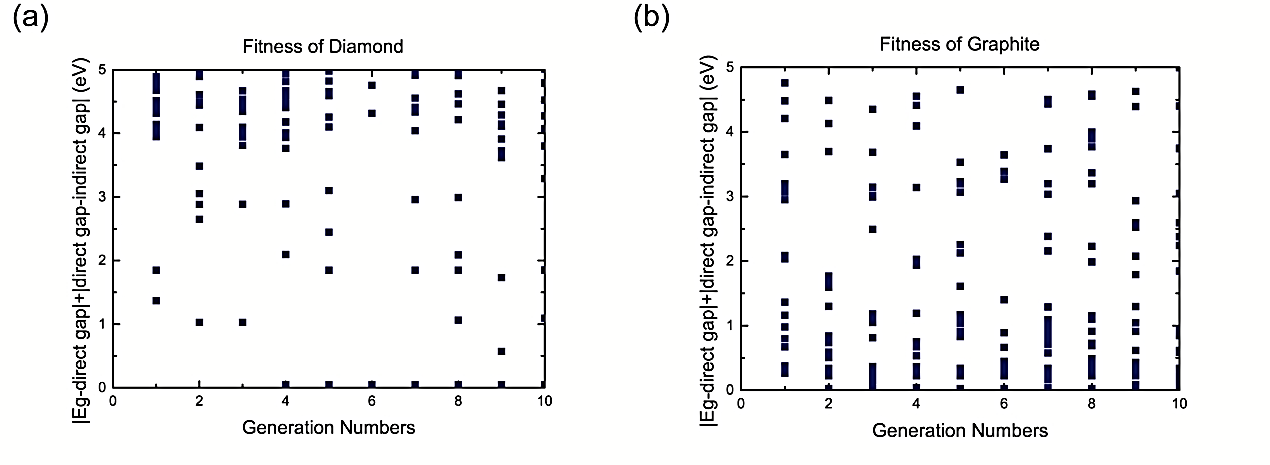 (a)
Fitness of Diamond
|Eg-direct gap|+|direct gap-indirect gap| (eV)
5
4
3
2
1
0
0 2 4 6 8 10
Generation Numbers
(b)
Fitness of Graphite
|Eg-direct gap|+|direct gap-indirect gap| (eV)
5
4
3
2
1
0
0 2 4 6 8 10
Generation Numbers